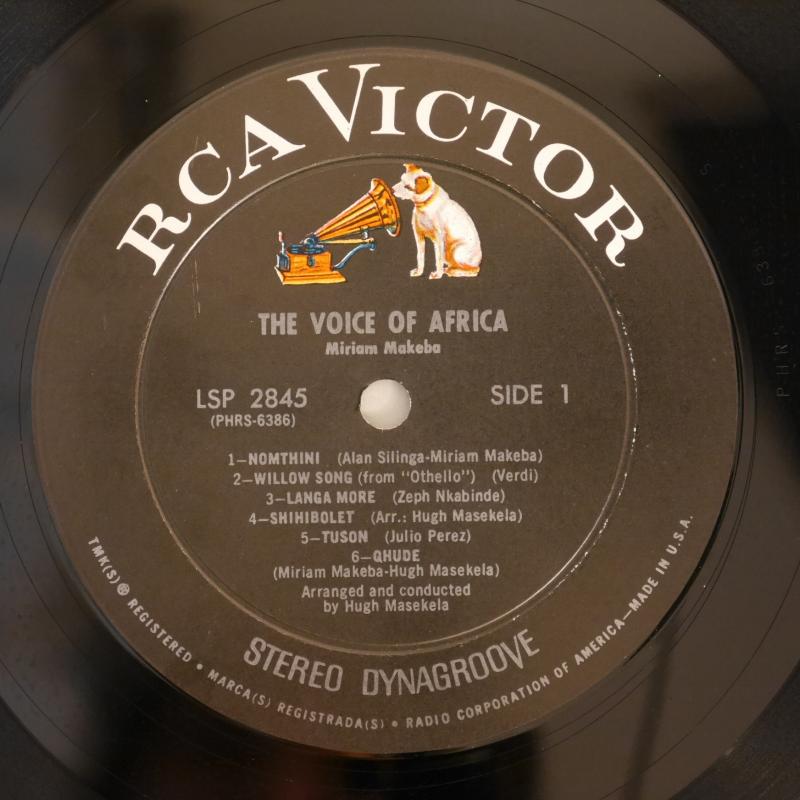 RCA VICTOR
THE VOICE OF AFRICA
Miriam Makeba
LSP 2845
(PHRS-6386)
SIDE 1
1—NOMTHINI (Alan Silinga-Miriam Makeba)
2—WILLOW SONG (from "Othello") (Verdi)
3—LANGA MORE (Zeph Nkabinde)
4—SHIHIBOLET (Arr.: Hugh Masekela)
5—TUSON (Julio Perez)
6—QHUDE
(Miriam Makeba-Hugh Masekela)
Arranged and conducted
by Hugh Masekela
STEREO DYNAGROOVE
TMK(S) ® REGISTERED • MARCA(S) REGISTRADA(S) • RADIO CORPORATION OF AMERICA—MADE IN U.S.A.